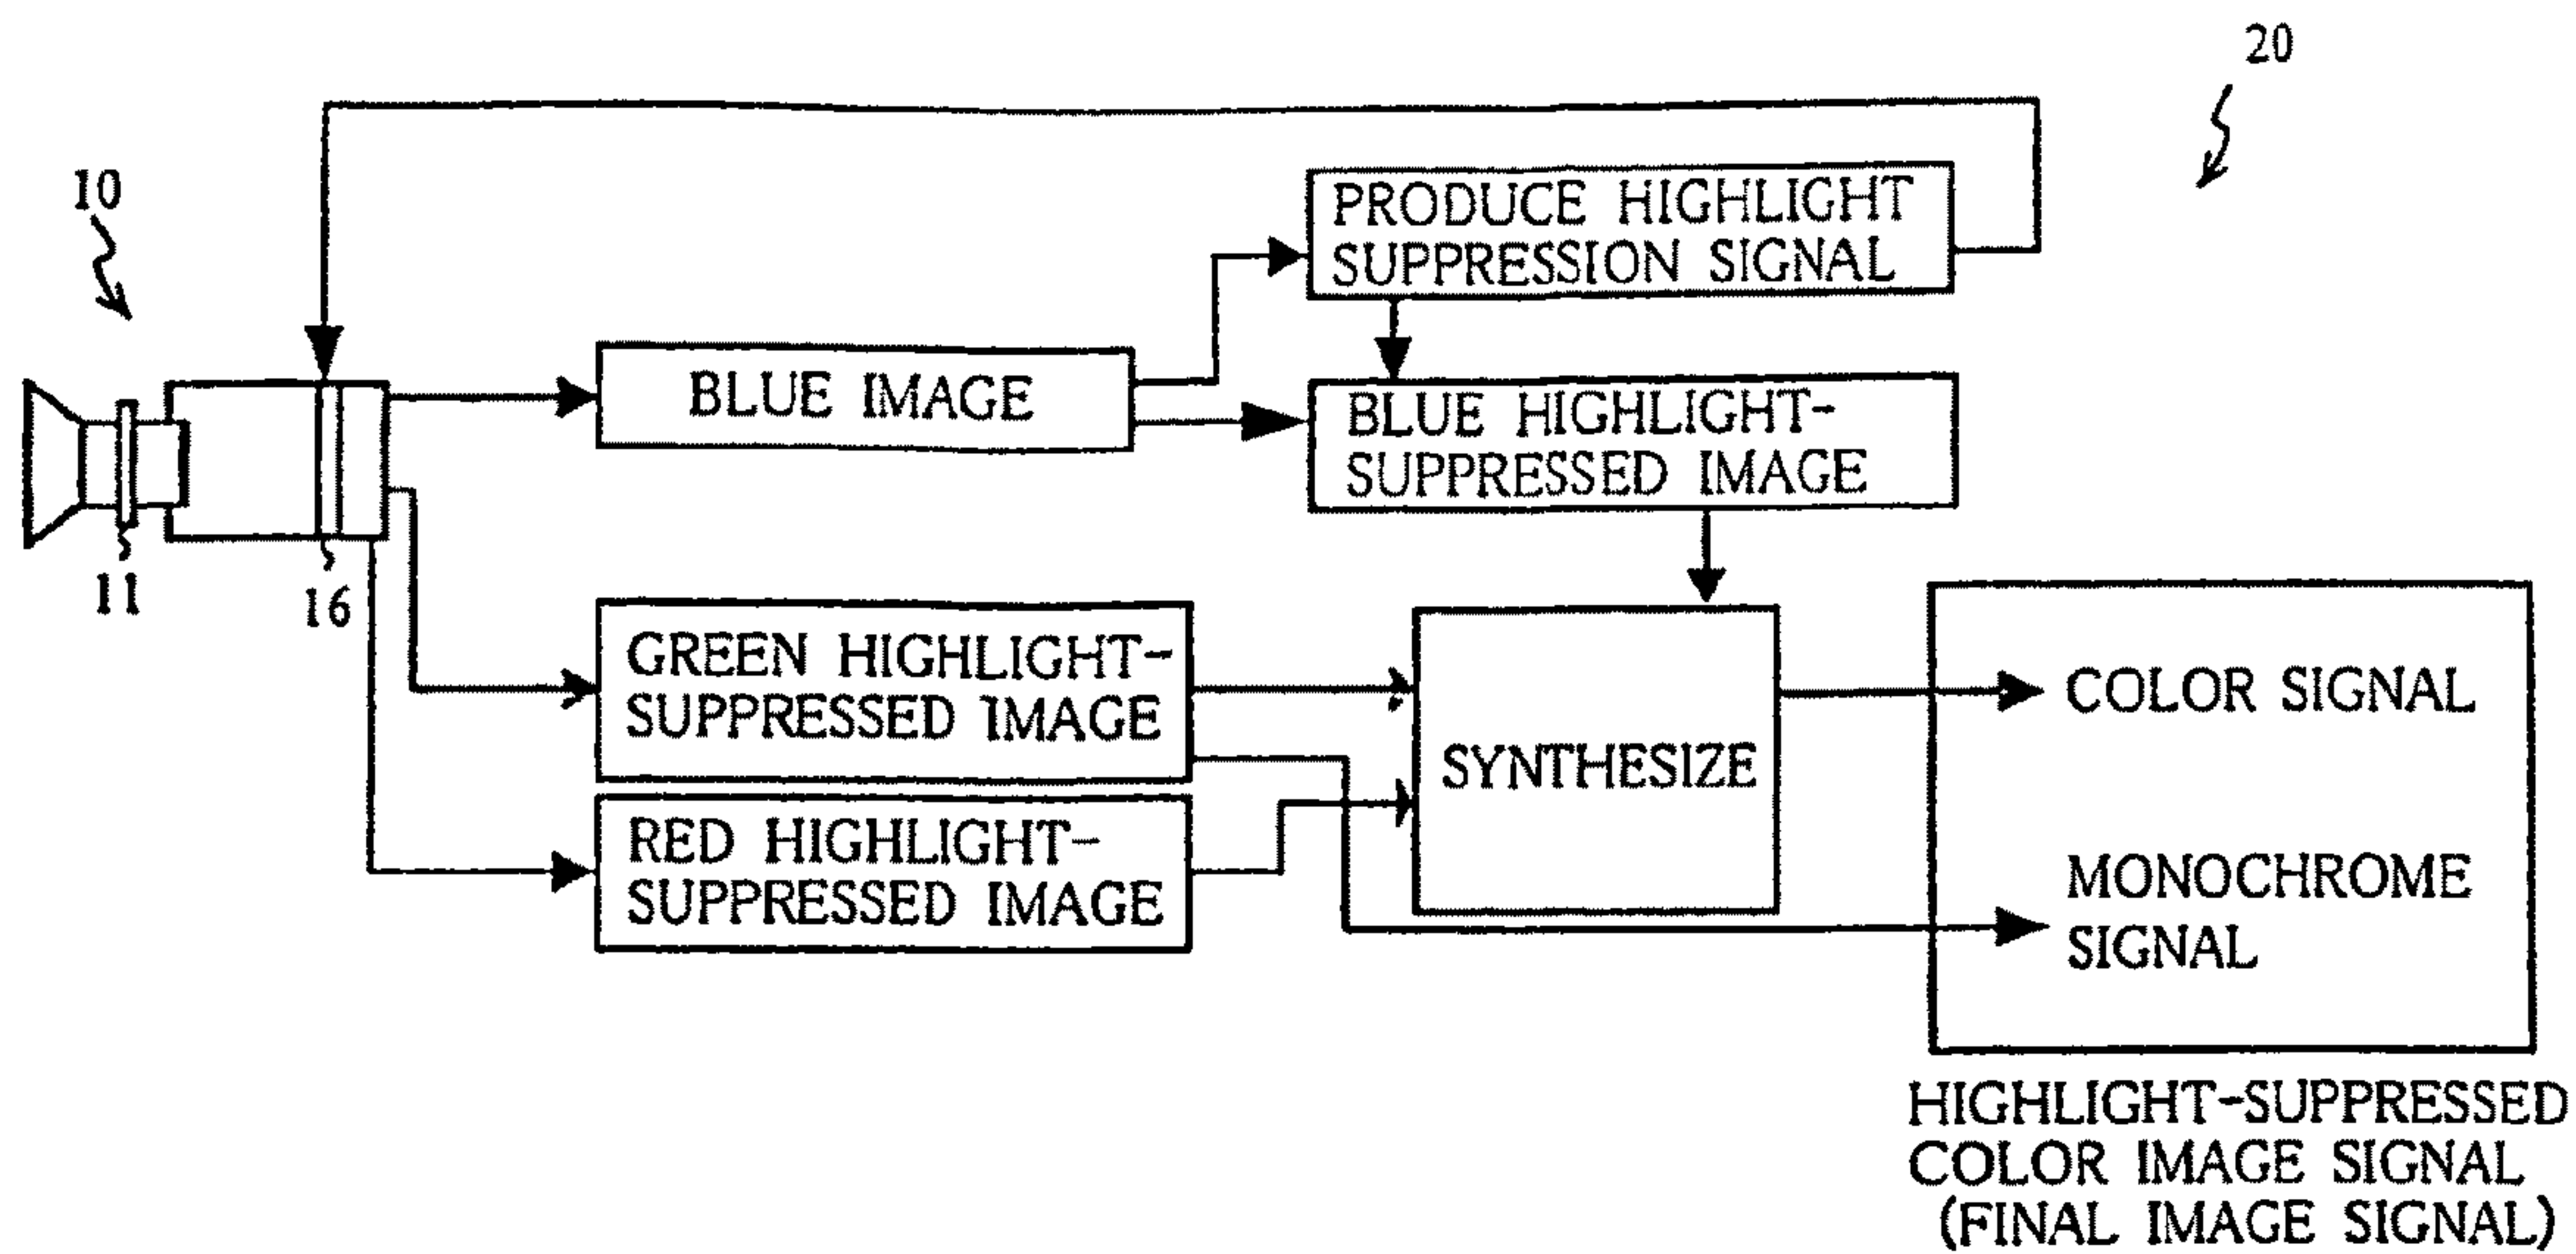 20
10
PRODUCE HIGHLIGHT
SUPPRESSION SIGNAL
BLUE IMAGE
BLUE HIGHLIGHT-
SUPPRESSED IMAGE
11
16
GREEN HIGHLIGHT-
SUPPRESSED IMAGE
RED HIGHLIGHT-
SUPPRESSED IMAGE
SYNTHESIZE
COLOR SIGNAL
MONOCHROME
SIGNAL
HIGHLIGHT-SUPPRESSED
COLOR IMAGE SIGNAL
(FINAL IMAGE SIGNAL)